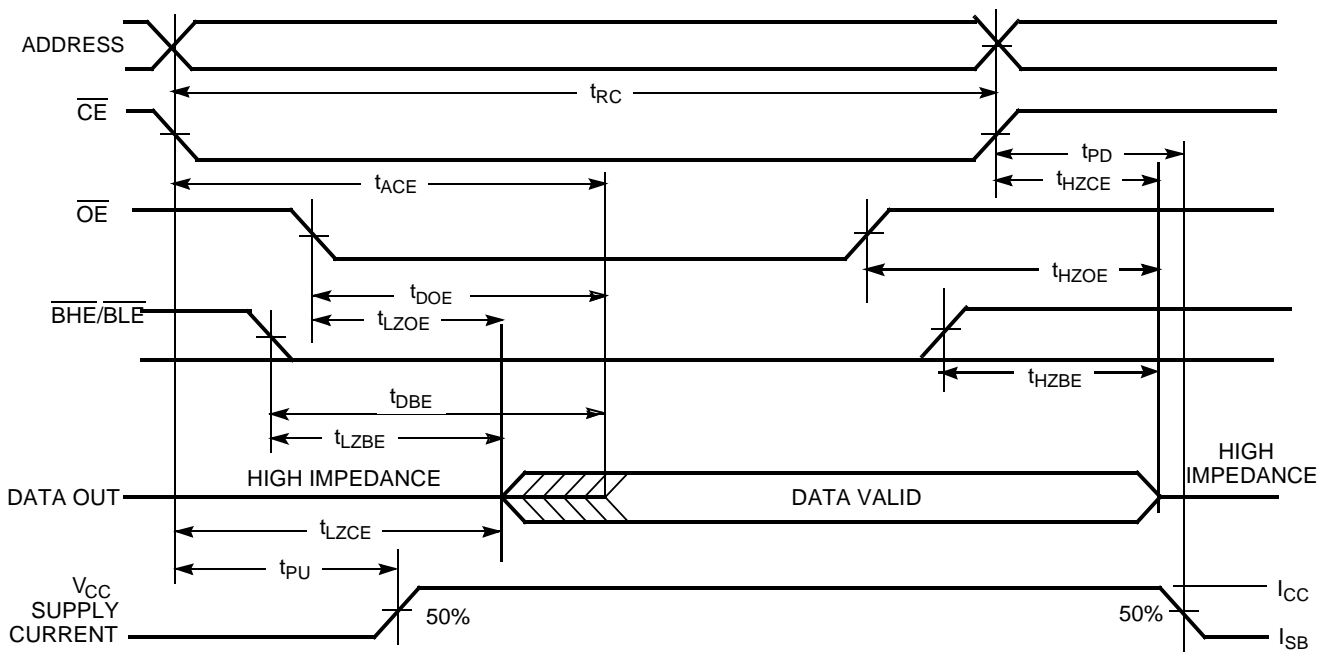 ADDRESS
tRC
CE
tPD
tACE
tHZCE
OE
tHZOE
tDOE
BHE/BLE
tLZOE
tHZBE
tDBE
tLZBE
HIGH IMPEDANCE
HIGH
IMPEDANCE
DATA OUT
DATA VALID
tLZCE
tPU
VCC
SUPPLY
CURRENT
50%
50%
ICC
ISB